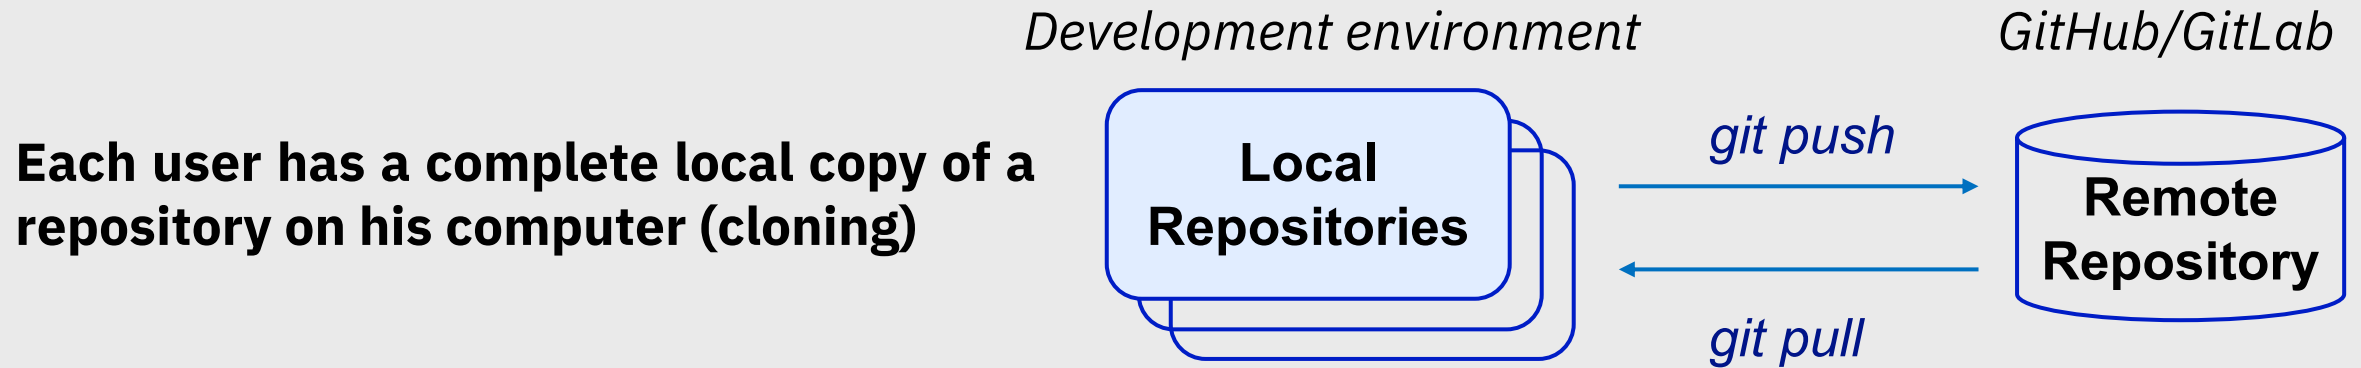 Development environment
GitHub/GitLab
Each user has a complete local copy of a
repository on his computer (cloning)
Local
Repositories
git push
git pull
Remote
Repository